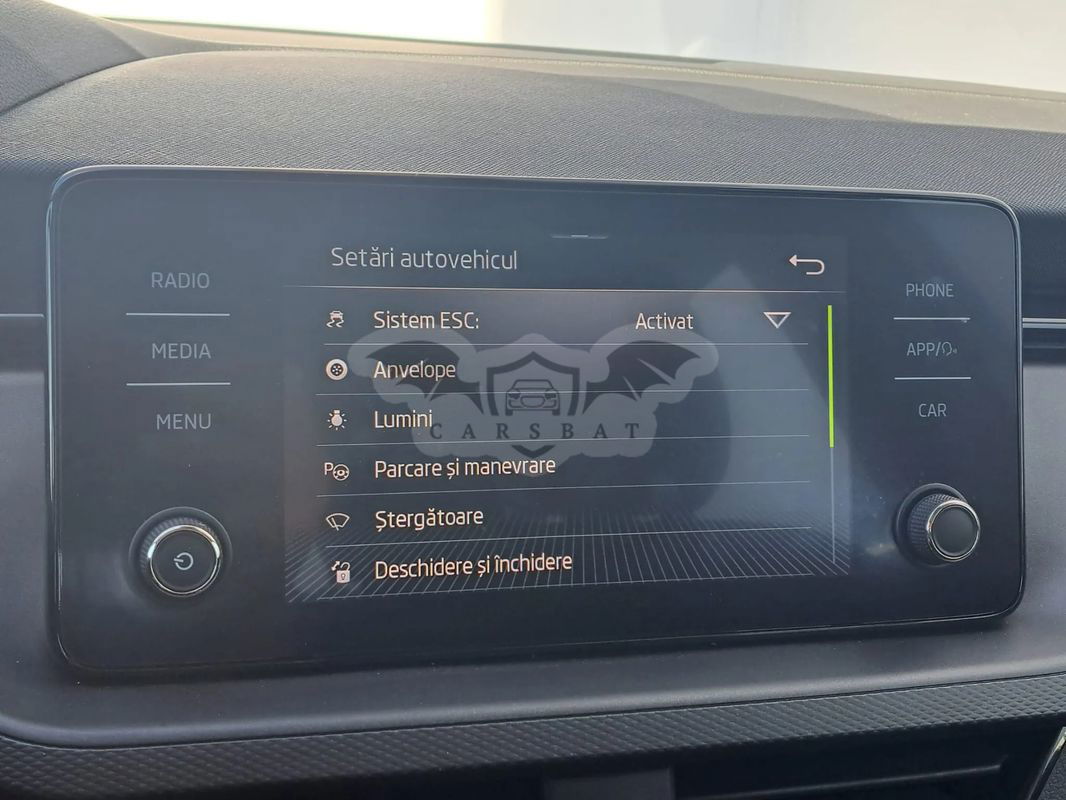 Setări autovehicul
RADIO
MEDIA
MENU
Sistem ESC: Activat
Anvelope
Lumini
CARSBAT
P Parcare și manevrare
Ștergătoare
Deschidere și închidere
PHONE
APP/
CAR